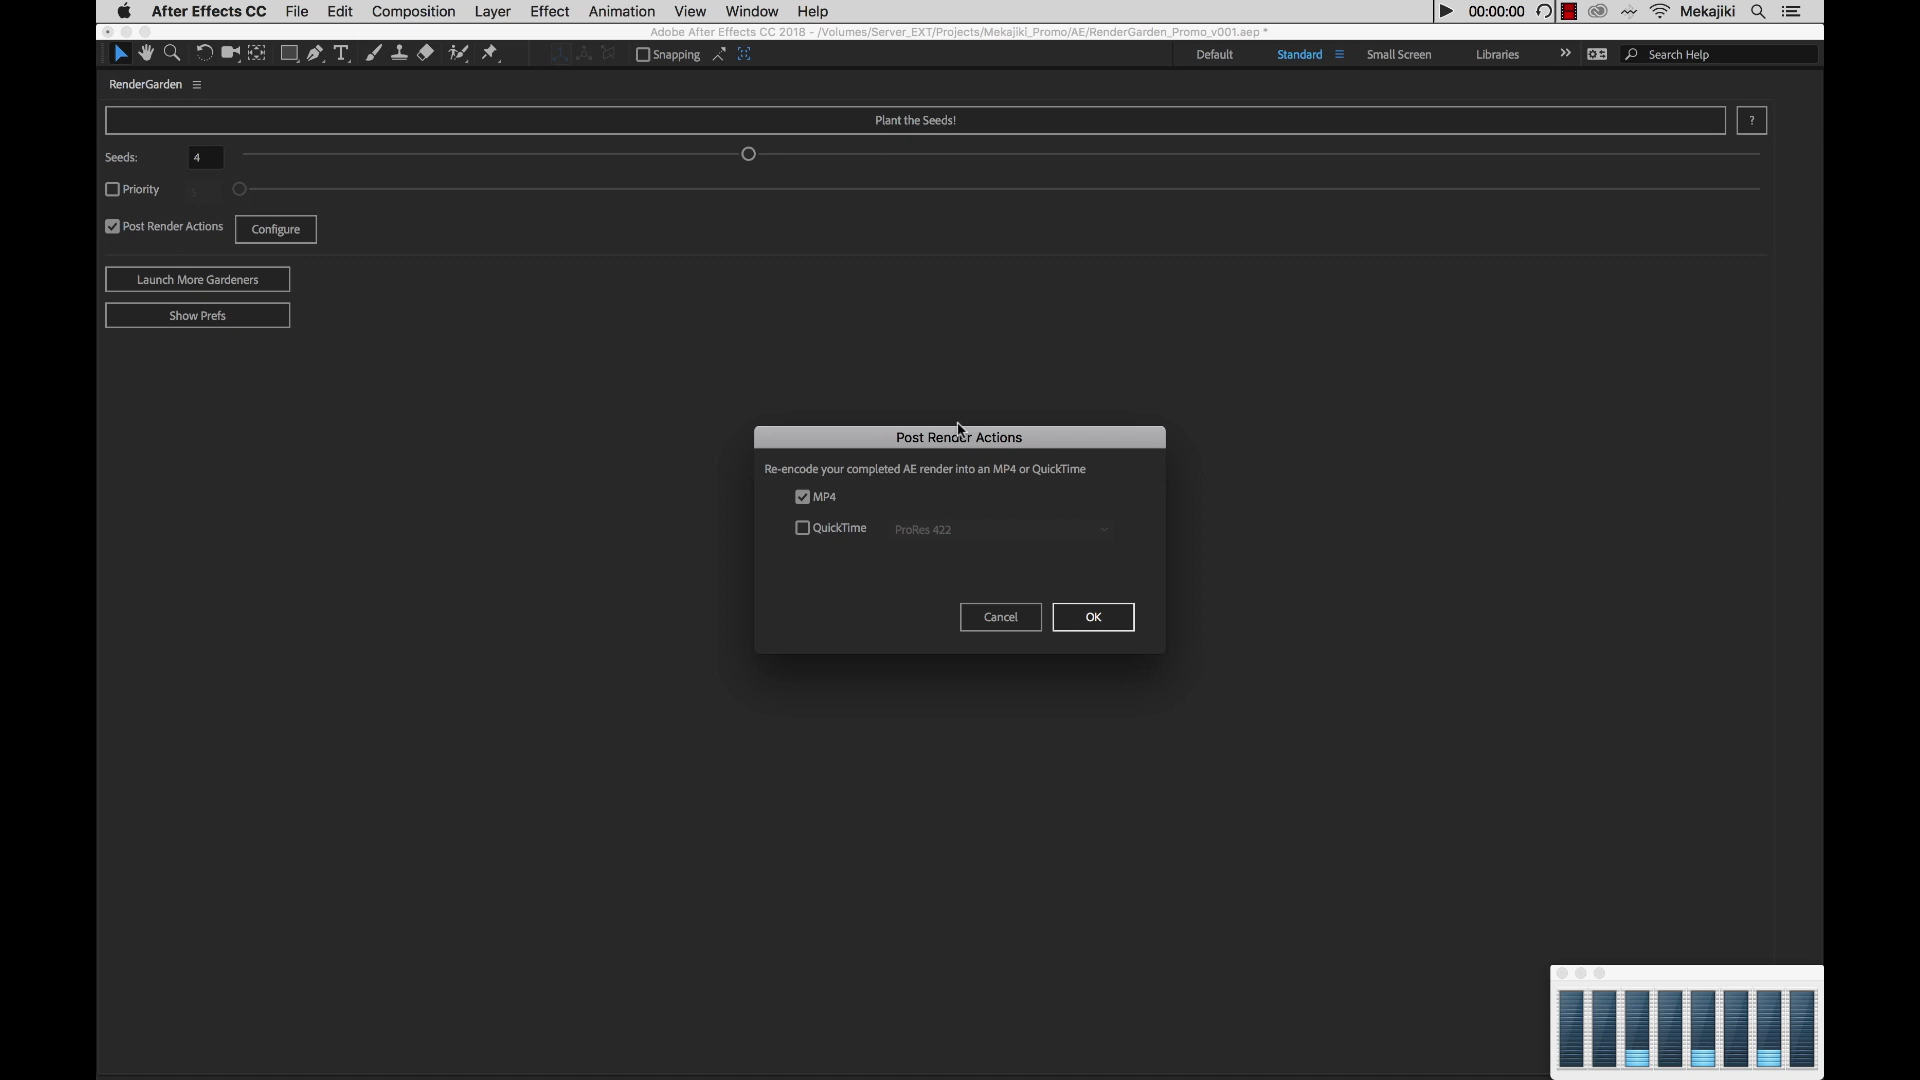 After Effects CC File Edit Composition Layer Effect Animation View Window Help 00:00:00 Mekajiki
Adobe After Effects CC 2018 - /Volumes/Server_EXT/Projects/Mekajiki_Promo/AE/RenderGarden_Promo_v001.aep *
Snapping Default Standard Small Screen Libraries Search Help
RenderGarden
Plant the Seeds! ?
Seeds: 4
Priority 5
Post Render Actions Configure
Launch More Gardeners
Show Prefs
Post Render Actions
Re-encode your completed AE render into an MP4 or QuickTime
MP4
QuickTime ProRes 422
Cancel OK